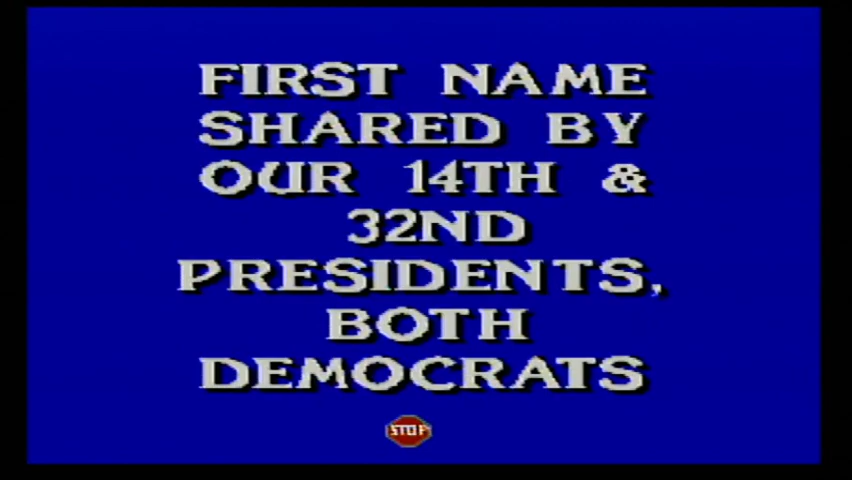 FIRST NAME
SHARED BY
OUR 14TH &
32ND
PRESIDENTS,
BOTH
DEMOCRATS
STOP